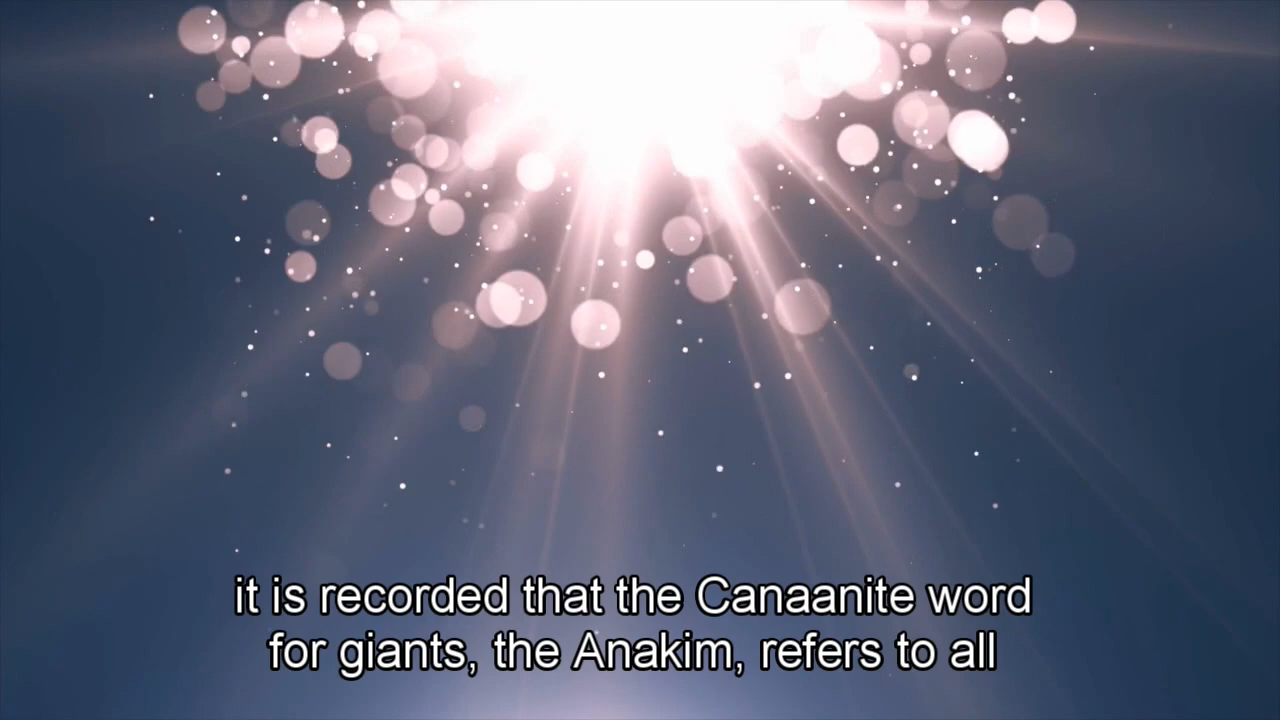 it is recorded that the Canaanite word
for giants, the Anakim, refers to all